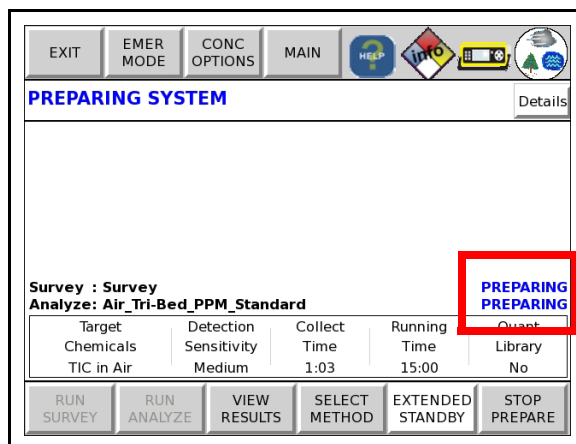 EXIT
EMER
MODE
CONC
OPTIONS
MAIN
HELP
info
PREPARING SYSTEM
Details
Survey : Survey PREPARING
Analyze: Air_Tri-Bed_PPM_Standard PREPARING
Target Detection Collect Running Quant
Chemicals Sensitivity Time Time Library
TIC in Air Medium 1:03 15:00 No
RUN
SURVEY
RUN
ANALYZE
VIEW
RESULTS
SELECT
METHOD
EXTENDED
STANDBY
STOP
PREPARE